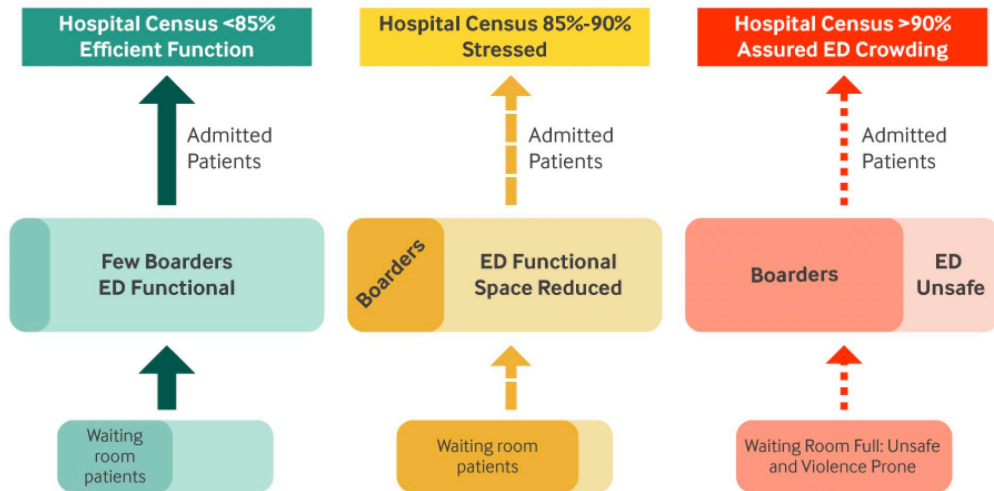 Hospital Census <85%
Efficient Function
Admitted
Patients
Few Boarders
ED Functional
Waiting
room
patients
Hospital Census 85%-90%
Stressed
Admitted
Patients
Boarders
ED Functional
Space Reduced
Waiting room
patients
Hospital Census >90%
Assured ED Crowding
Admitted
Patients
Boarders
ED
Unsafe
Waiting Room Full: Unsafe
and Violence Prone